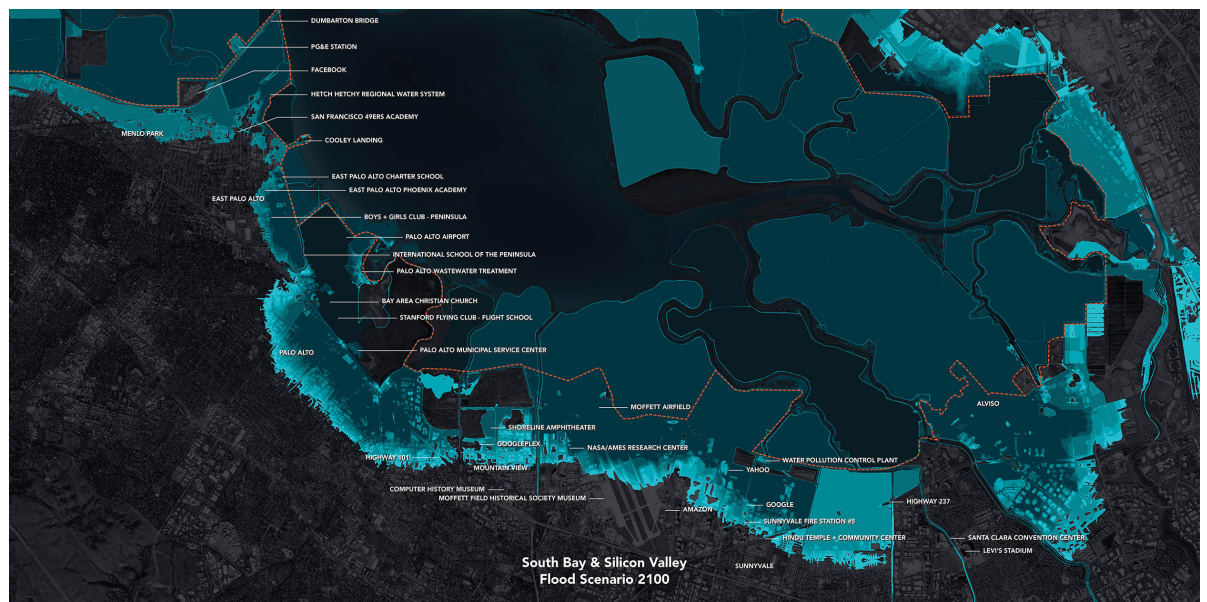 DUMBARTON BRIDGE
PG&E STATION
FACEBOOK
HETCH HETCHY REGIONAL WATER SYSTEM
SAN FRANCISCO 49ERS ACADEMY
MENLO PARK
COOLEY LANDING
EAST PALO ALTO CHARTER SCHOOL
EAST PALO ALTO PHOENIX ACADEMY
EAST PALO ALTO
BOYS + GIRLS CLUB - PENINSULA
PALO ALTO AIRPORT
INTERNATIONAL SCHOOL OF THE PENINSULA
PALO ALTO WASTEWATER TREATMENT
BAY AREA CHRISTIAN CHURCH
STANFORD FLYING CLUB - FLIGHT SCHOOL
PALO ALTO MUNICIPAL SERVICE CENTER
PALO ALTO
MOFFETT AIRFIELD
ALVISO
SHORELINE AMPHITHEATER
GOOGLEPLEX
NASA/AMES RESEARCH CENTER
HIGHWAY 101
WATER POLLUTION CONTROL PLANT
MOUNTAIN VIEW
YAHOO
COMPUTER HISTORY MUSEUM
MOFFETT FIELD HISTORICAL SOCIETY MUSEUM
HIGHWAY 237
GOOGLE
AMAZON
SUNNYVALE FIRE STATION #5
HINDU TEMPLE + COMMUNITY CENTER
SANTA CLARA CONVENTION CENTER
LEVI'S STADIUM
SUNNYVALE
South Bay & Silicon Valley
Flood Scenario 2100